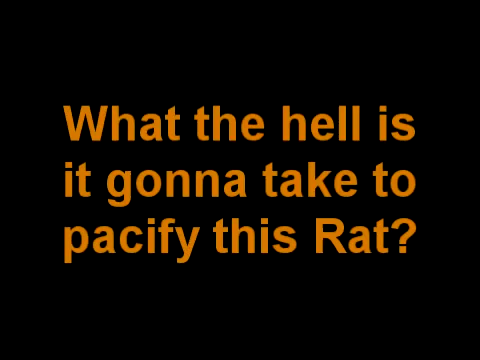 What the hell is
it gonna take to
pacify this Rat?